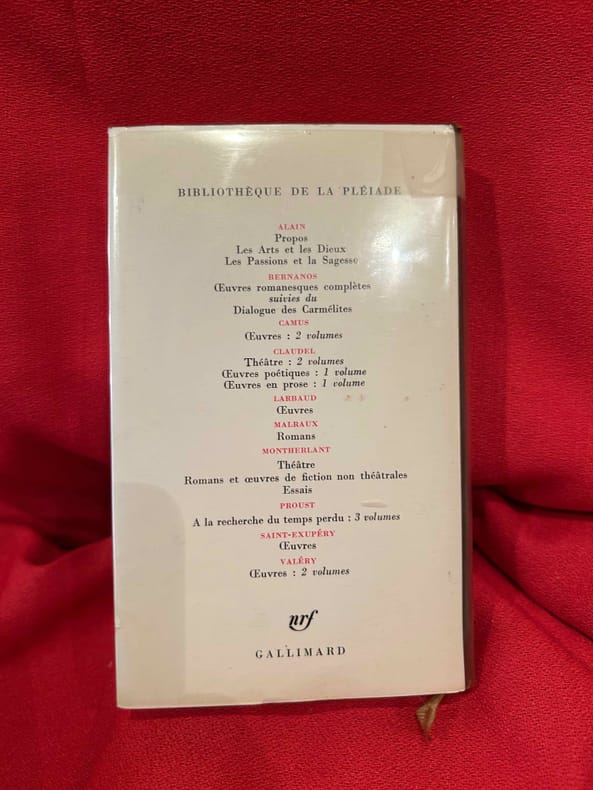 BIBLIOTHÈQUE DE LA PLÉIADE
ALAIN
Propos
Les Arts et les Dieux
Les Passions et la Sagesse
BERNANOS
Œuvres romanesques complètes
suivies du
Dialogue des Carmélites
CAMUS
Œuvres : 2 volumes
CLAUDEL
Théâtre : 2 volumes
Œuvres poétiques : 1 volume
Œuvres en prose : 1 volume
LARBAUD
Œuvres
MALRAUX
Romans
MONTHERLANT
Théâtre
Romans et œuvres de fiction non théâtrales
Essais
PROUST
A la recherche du temps perdu : 3 volumes
SAINT-EXUPÉRY
Œuvres
VALÉRY
Œuvres : 2 volumes
nrf
GALLIMARD